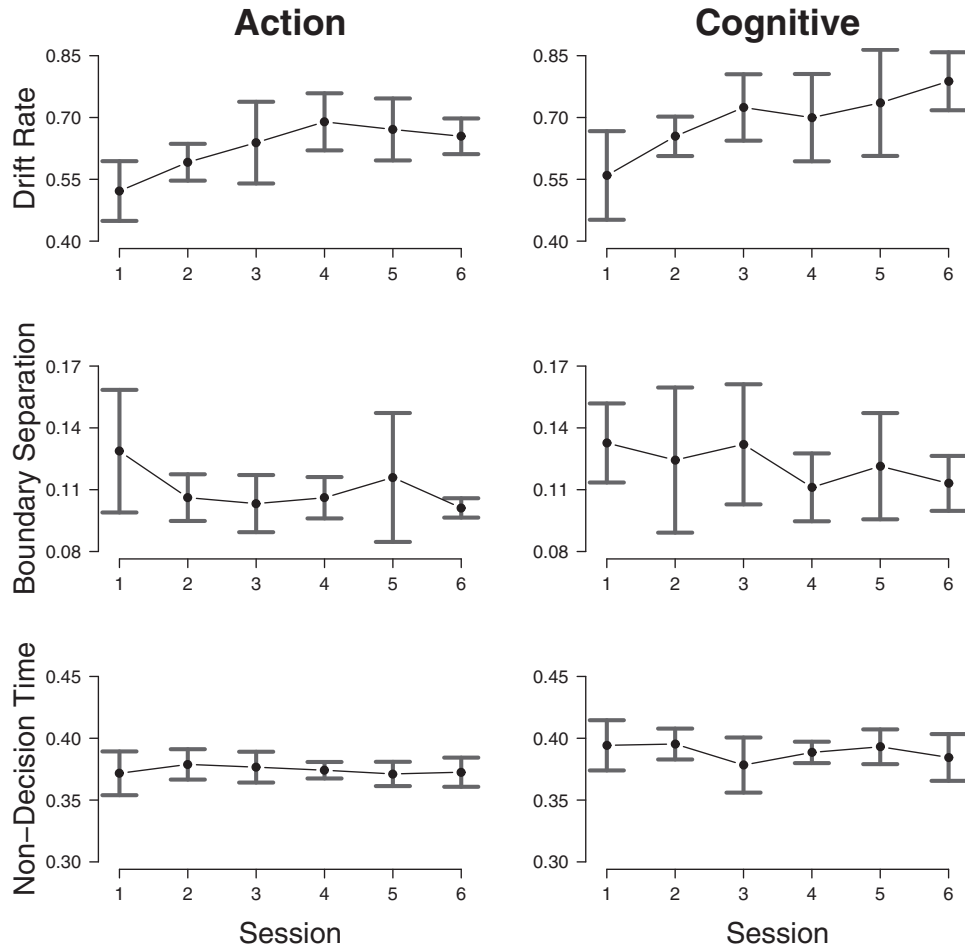 Action
Cognitive
Drift Rate
0.85
0.70
0.55
0.40
1 2 3 4 5 6
0.85
0.70
0.55
0.40
1 2 3 4 5 6
Boundary Separation
0.17
0.14
0.11
0.08
1 2 3 4 5 6
0.17
0.14
0.11
0.08
1 2 3 4 5 6
Non−Decision Time
0.45
0.40
0.35
0.30
1 2 3 4 5 6
Session
0.45
0.40
0.35
0.30
1 2 3 4 5 6
Session